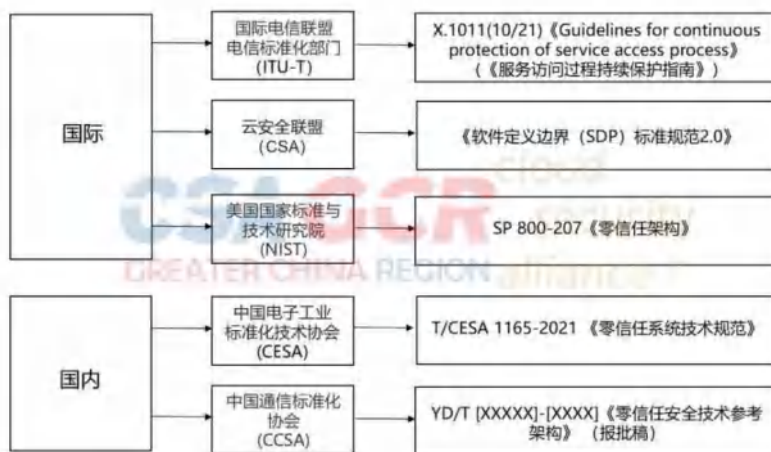 国际
国际电信联盟
电信标准化部门
(ITU-T)
X.1011(10/21)《Guidelines for continuous
protection of service access process》
(《服务访问过程持续保护指南》)
云安全联盟
(CSA)
《软件定义边界（SDP）标准规范2.0》
美国国家标准与
技术研究院
(NIST)
SP 800-207《零信任架构》
国内
中国电子工业
标准化技术协会
(CESA)
T/CESA 1165-2021 《零信任系统技术规范》
中国通信标准化
协会
(CCSA)
YD/T [XXXXX]-[XXXX]《零信任安全技术参考
架构》 （报批稿）
CSA GCR
GREATER CHINA REGION
cloud
security
alliance